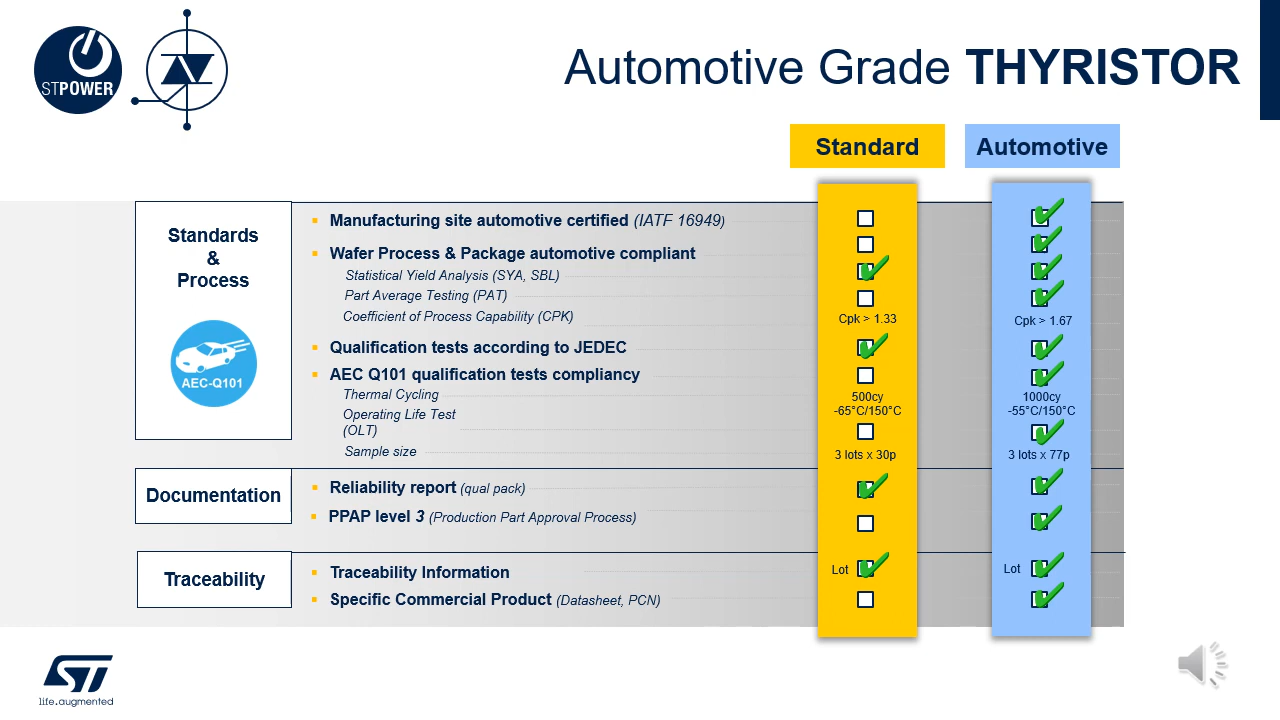 STPOWER
Automotive Grade THYRISTOR
Standard
Automotive
Standards
&
Process
AEC-Q101
Manufacturing site automotive certified (IATF 16949)
Wafer Process & Package automotive compliant
Statistical Yield Analysis (SYA, SBL)
Part Average Testing (PAT)
Coefficient of Process Capability (CPK)
Cpk > 1.33
Cpk > 1.67
Qualification tests according to JEDEC
AEC Q101 qualification tests compliancy
Thermal Cycling
500cy
-65°C/150°C
1000cy
-55°C/150°C
Operating Life Test
(OLT)
Sample size
3 lots x 30p
3 lots x 77p
Documentation
Reliability report (qual pack)
PPAP level 3 (Production Part Approval Process)
Traceability
Traceability Information
Lot
Lot
Specific Commercial Product (Datasheet, PCN)
ST
life.augmented